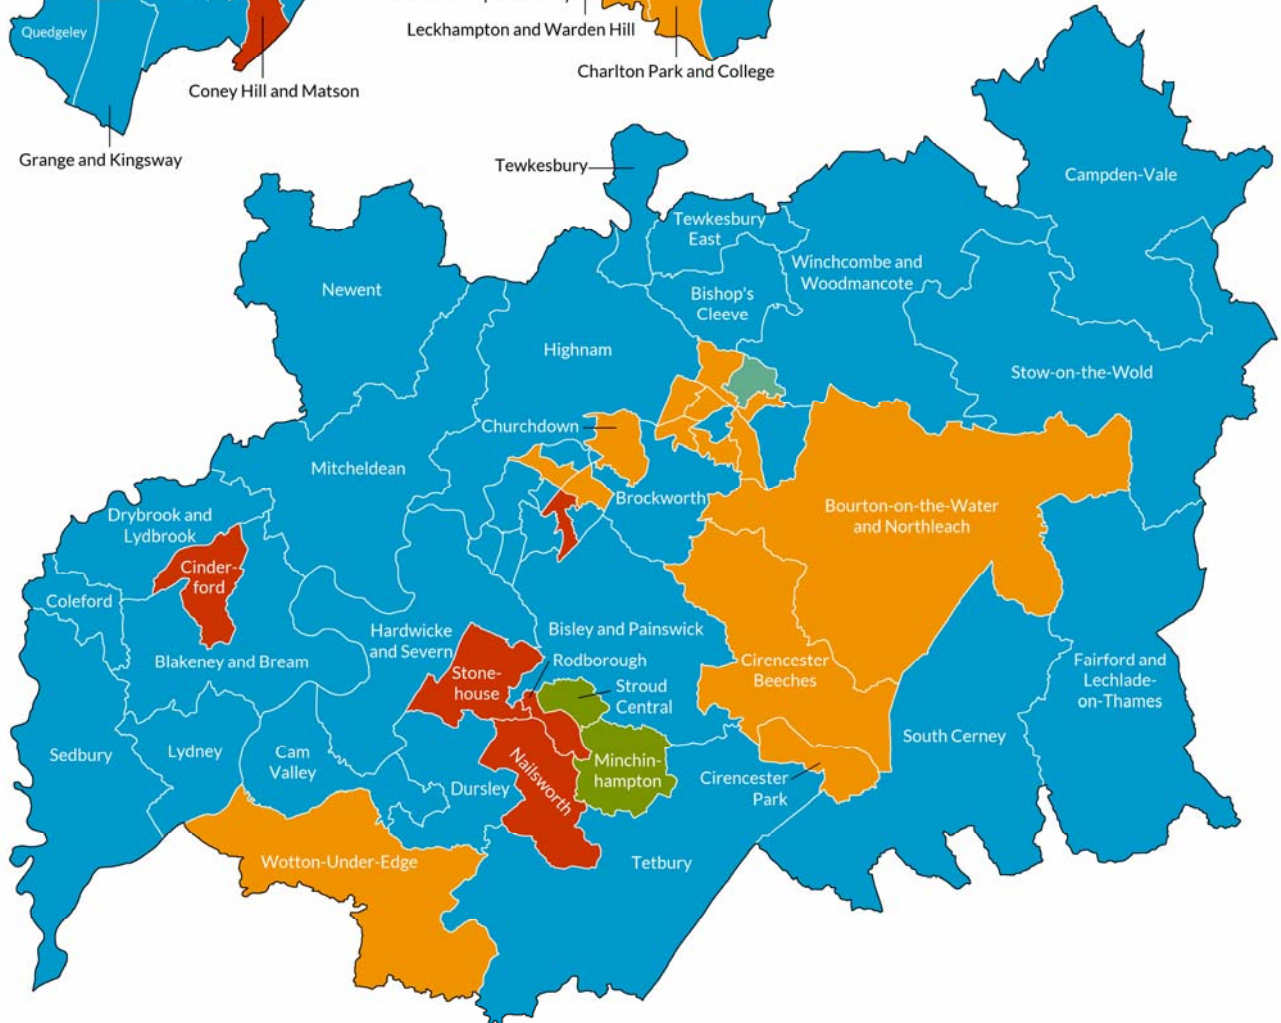 Quedgeley
Leckhampton and Warden Hill
Charlton Park and College
Coney Hill and Matson
Grange and Kingsway
Tewkesbury
Campden-Vale
Tewkesbury
East
Winchcombe and
Woodmancote
Newent
Bishop's
Cleeve
Highnam
Stow-on-the-Wold
Churchdown
Mitcheldean
Brockworth
Bourton-on-the-Water
and Northleach
Drybrook and
Lydbrook
Cinder-
ford
Coleford
Hardwicke
and Severn
Bisley and Painswick
Blakeney and Bream
Rodborough
Cirencester
Beeches
Fairford and
Lechlade-
on-Thames
Stone-
house
Stroud
Central
Sedbury
Lydney
Cam
Valley
South Cerney
Nailsworth
Minchin-
hampton
Cirencester
Park
Dursley
Wotton-Under-Edge
Tetbury